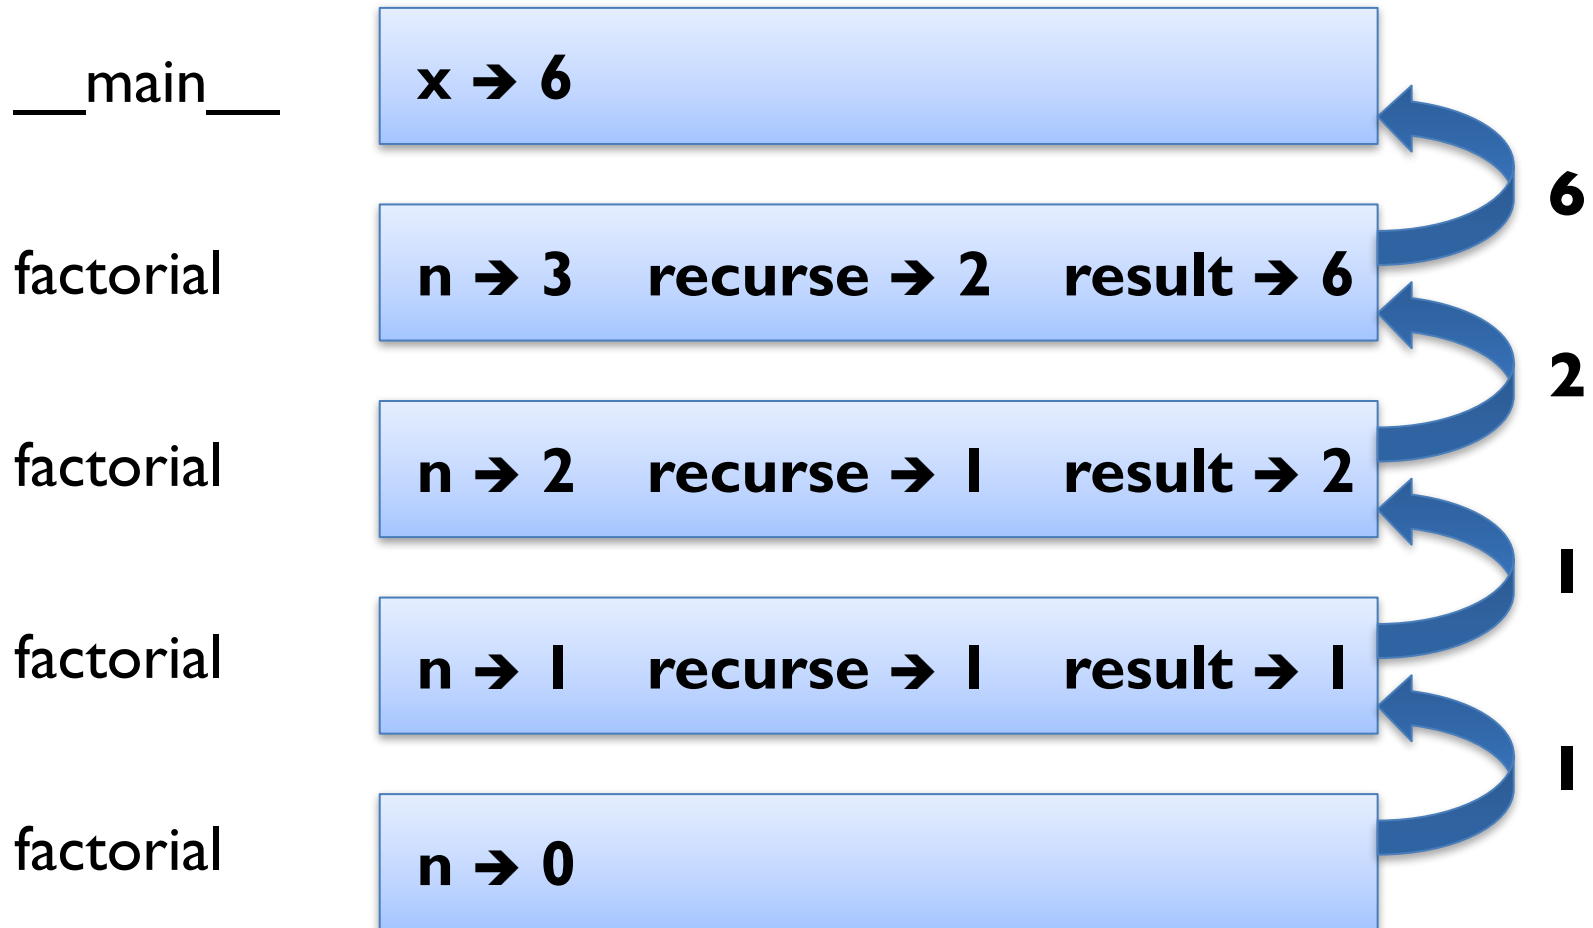 __main__ x ➔ 6
6
factorial n ➔ 3 recurse ➔ 2 result ➔ 6
2
factorial n ➔ 2 recurse ➔ 1 result ➔ 2
1
factorial n ➔ 1 recurse ➔ 1 result ➔ 1
1
factorial n ➔ 0